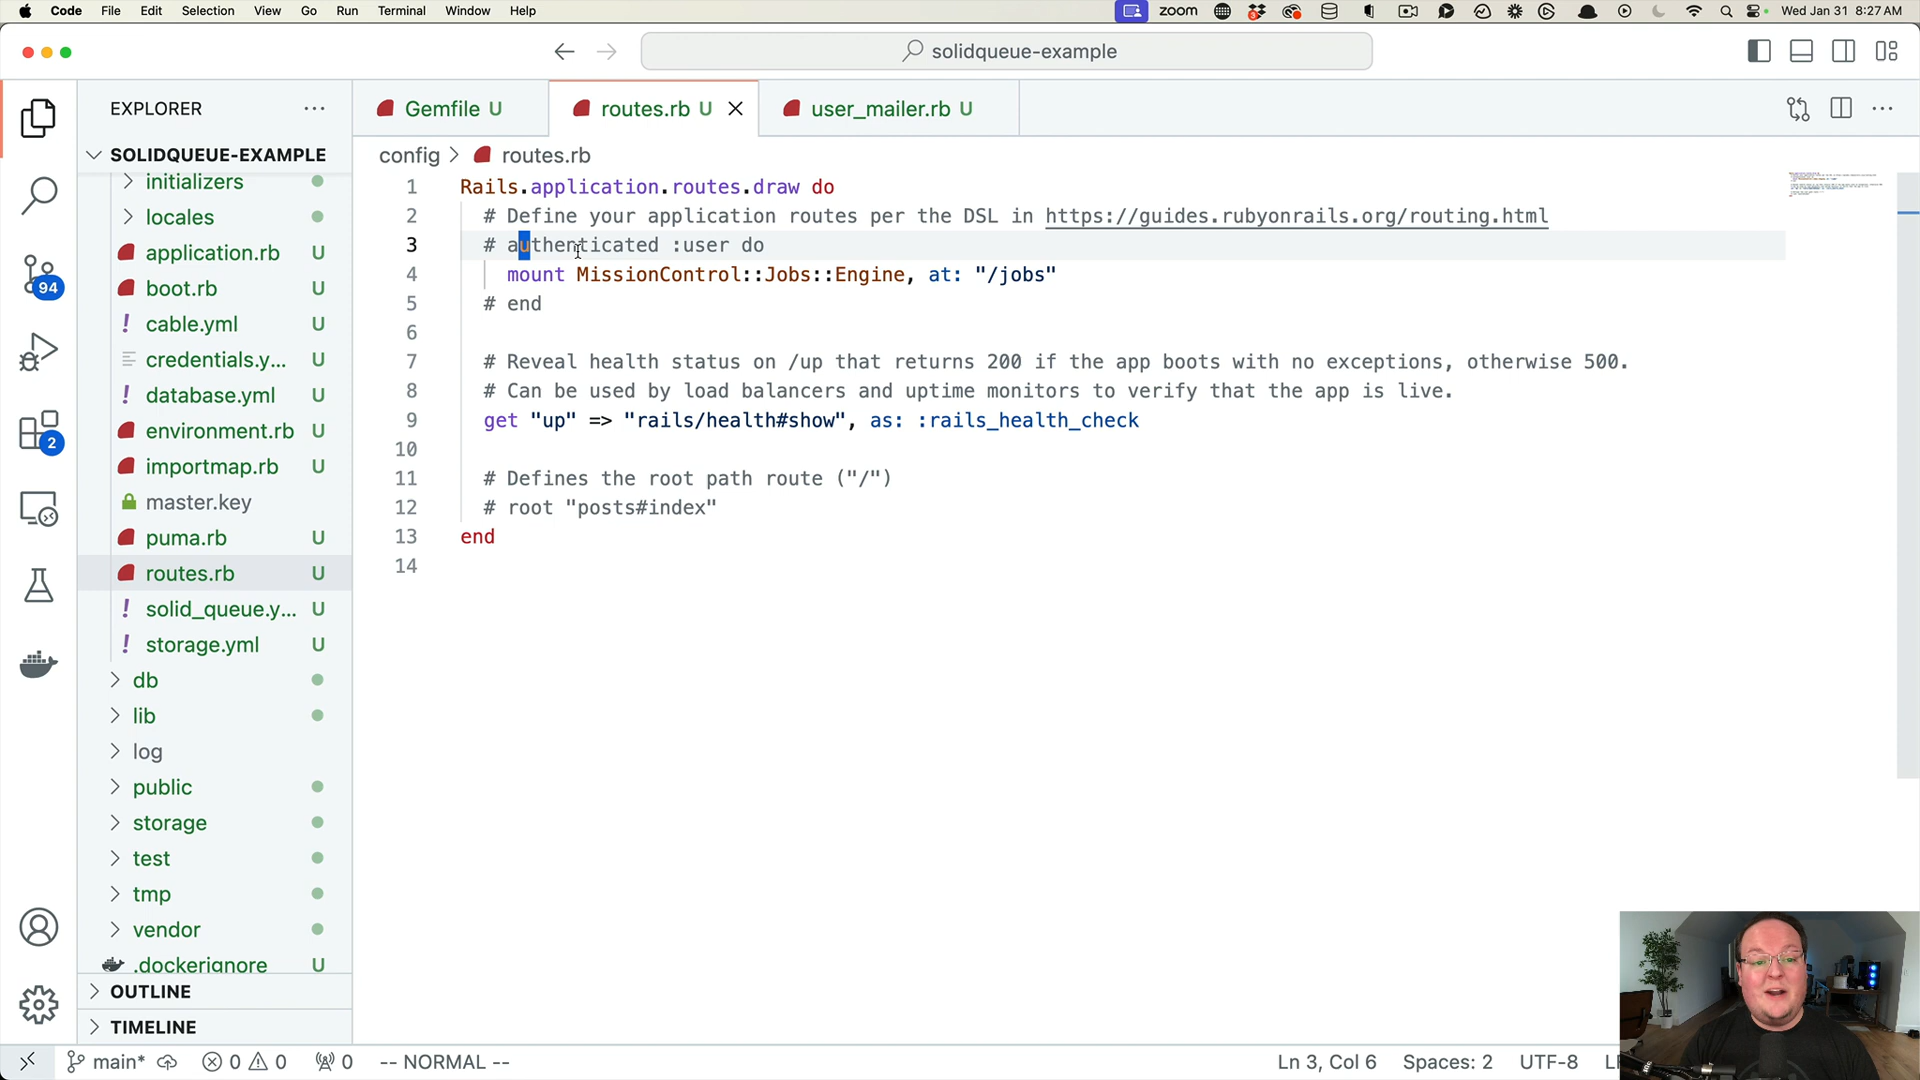 Code File Edit Selection View Go Run Terminal Window Help zoom Wed Jan 31 8:27 AM
solidqueue-example
EXPLORER
SOLIDQUEUE-EXAMPLE
initializers
locales
application.rb U
boot.rb U
cable.yml U
credentials.y... U
database.yml U
environment.rb U
importmap.rb U
master.key
puma.rb U
routes.rb U
solid_queue.y... U
storage.yml U
db
lib
log
public
storage
test
tmp
vendor
.dockerignore U
OUTLINE
TIMELINE
94
2
Gemfile U routes.rb U user_mailer.rb U
config > routes.rb
1 Rails.application.routes.draw do
2 # Define your application routes per the DSL in https://guides.rubyonrails.org/routing.html
3 # authenticated :user do
4 mount MissionControl::Jobs::Engine, at: "/jobs"
5 # end
6
7 # Reveal health status on /up that returns 200 if the app boots with no exceptions, otherwise 500.
8 # Can be used by load balancers and uptime monitors to verify that the app is live.
9 get "up" => "rails/health#show", as: :rails_health_check
10
11 # Defines the root path route ("/")
12 # root "posts#index"
13 end
14
main* 0 0 0 -- NORMAL -- Ln 3, Col 6 Spaces: 2 UTF-8